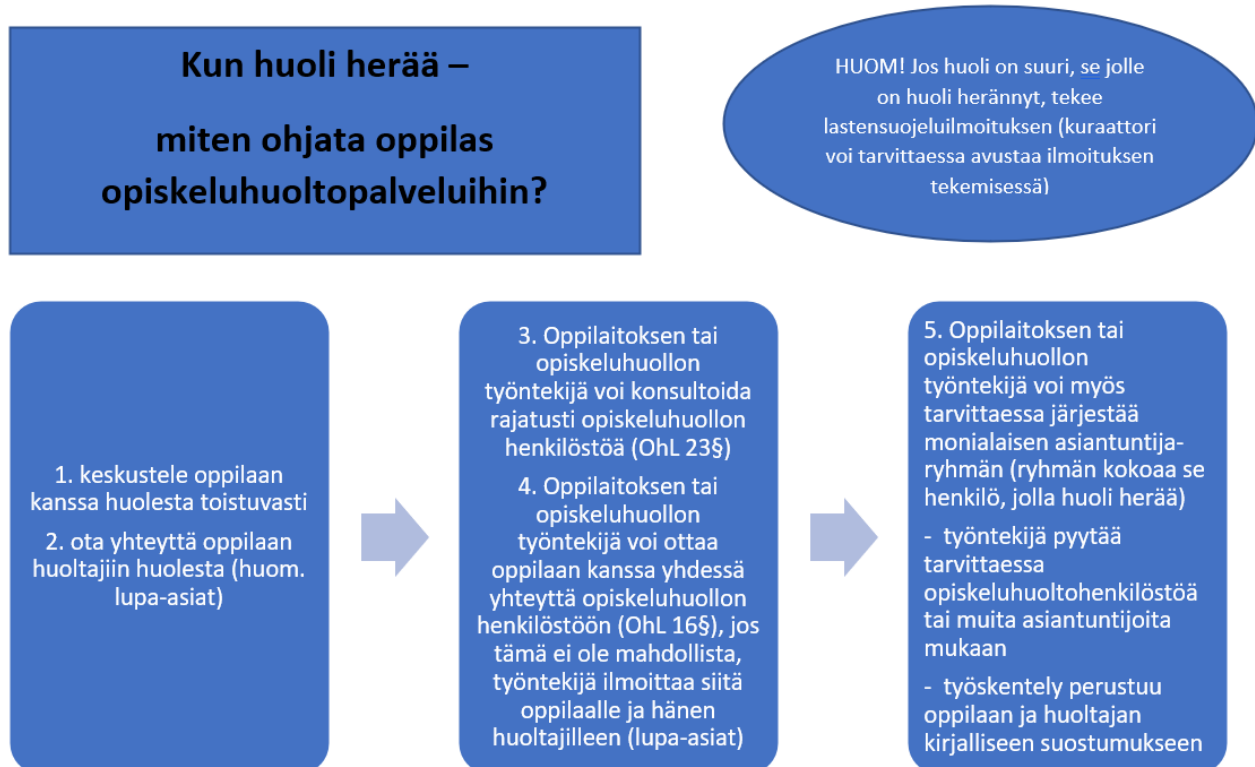 Kun huoli herää –
miten ohjata oppilas
opiskeluhuoltopalveluihin?
HUOM! Jos huoli on suuri, se jolle
on huoli herännyt, tekee
lastensuojeluilmoituksen (kuraattori
voi tarvittaessa avustaa ilmoituksen
tekemisessä)
1. keskustele oppilaan
kanssa huolesta toistuvasti
2. ota yhteyttä oppilaan
huoltajiin huolesta (huom.
lupa-asiat)
3. Oppilaitoksen tai
opiskeluhuollon
työntekijä voi konsultoida
rajatusti opiskeluhuollon
henkilöstöä (OhL 23§)
4. Oppilaitoksen tai
opiskeluhuollon
työntekijä voi ottaa
oppilaan kanssa yhdessä
yhteyttä opiskeluhuollon
henkilöstöön (OhL 16§), jos
tämä ei ole mahdollista,
työntekijä ilmoittaa siitä
oppilaalle ja hänen
huoltajilleen (lupa-asiat)
5. Oppilaitoksen tai
opiskeluhuollon
työntekijä voi myös
tarvittaessa järjestää
monialaisen asiantuntija-
ryhmän (ryhmän kokoaa se
henkilö, jolla huoli herää)
- työntekijä pyytää
tarvittaessa
opiskeluhuoltohenkilöstöä
tai muita asiantuntijoita
mukaan
- työskentely perustuu
oppilaan ja huoltajan
kirjalliseen suostumukseen